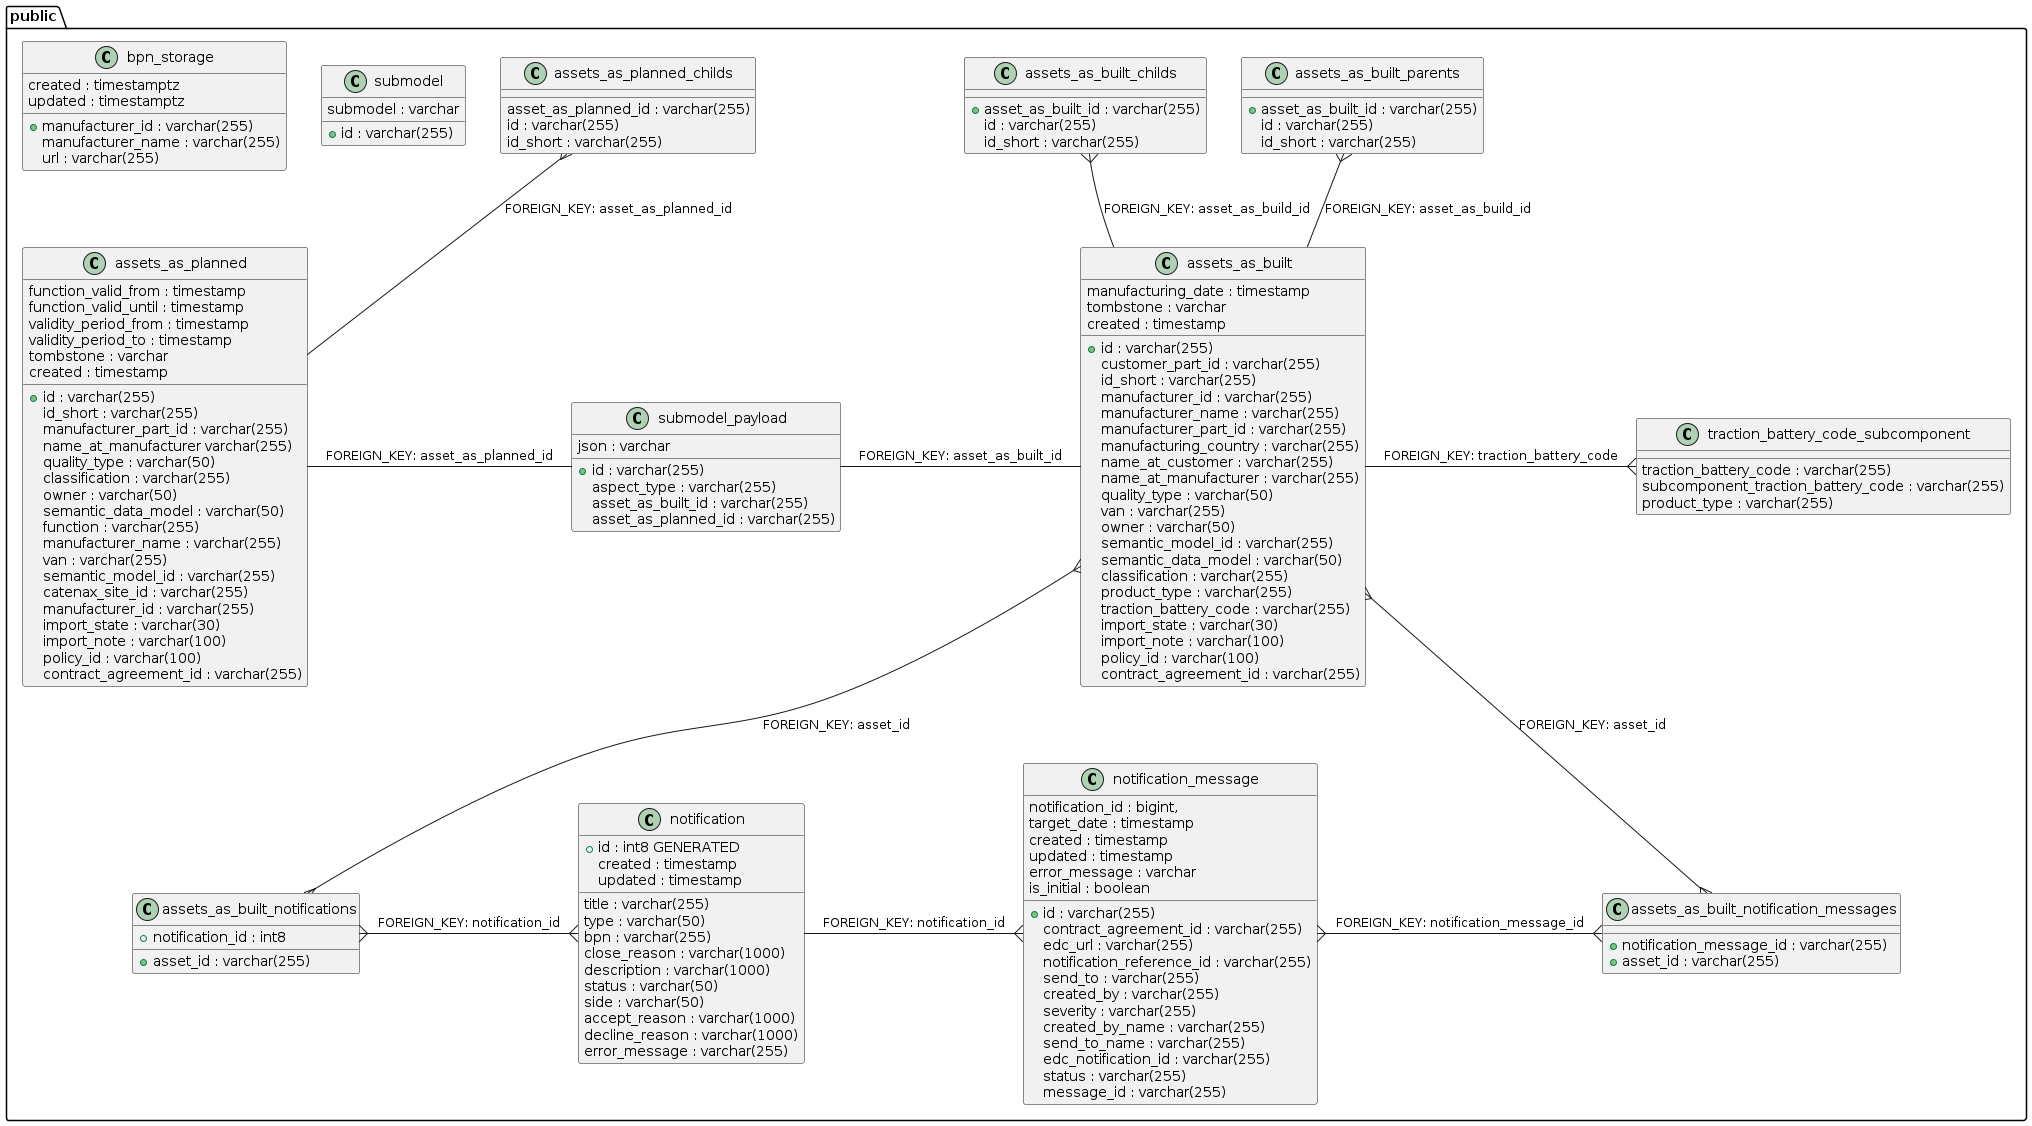 public
C bpn_storage
created : timestamptz
updated : timestamptz
manufacturer_id : varchar(255)
manufacturer_name : varchar(255)
url : varchar(255)
C submodel
submodel : varchar
id : varchar(255)
C assets_as_planned_childs
asset_as_planned_id : varchar(255)
id : varchar(255)
id_short : varchar(255)
C assets_as_built_childs
asset_as_built_id : varchar(255)
id : varchar(255)
id_short : varchar(255)
C assets_as_built_parents
asset_as_built_id : varchar(255)
id : varchar(255)
id_short : varchar(255)
FOREIGN_KEY: asset_as_planned_id
FOREIGN_KEY: asset_as_build_id
FOREIGN_KEY: asset_as_build_id
C assets_as_planned
function_valid_from : timestamp
function_valid_until : timestamp
validity_period_from : timestamp
validity_period_to : timestamp
tombstone : varchar
created : timestamp
id : varchar(255)
id_short : varchar(255)
manufacturer_part_id : varchar(255)
name_at_manufacturer varchar(255)
quality_type : varchar(50)
classification : varchar(255)
owner : varchar(50)
semantic_data_model : varchar(50)
function : varchar(255)
manufacturer_name : varchar(255)
van : varchar(255)
semantic_model_id : varchar(255)
catenax_site_id : varchar(255)
manufacturer_id : varchar(255)
import_state : varchar(30)
import_note : varchar(100)
policy_id : varchar(100)
contract_agreement_id : varchar(255)
FOREIGN_KEY: asset_as_planned_id
C submodel_payload
json : varchar
id : varchar(255)
aspect_type : varchar(255)
asset_as_built_id : varchar(255)
asset_as_planned_id : varchar(255)
FOREIGN_KEY: asset_as_built_id
C assets_as_built
manufacturing_date : timestamp
tombstone : varchar
created : timestamp
id : varchar(255)
customer_part_id : varchar(255)
id_short : varchar(255)
manufacturer_id : varchar(255)
manufacturer_name : varchar(255)
manufacturer_part_id : varchar(255)
manufacturing_country : varchar(255)
name_at_customer : varchar(255)
name_at_manufacturer : varchar(255)
quality_type : varchar(50)
van : varchar(255)
owner : varchar(50)
semantic_model_id : varchar(255)
semantic_data_model : varchar(50)
classification : varchar(255)
product_type : varchar(255)
traction_battery_code : varchar(255)
import_state : varchar(30)
import_note : varchar(100)
policy_id : varchar(100)
contract_agreement_id : varchar(255)
FOREIGN_KEY: traction_battery_code
C traction_battery_code_subcomponent
traction_battery_code : varchar(255)
subcomponent_traction_battery_code : varchar(255)
product_type : varchar(255)
FOREIGN_KEY: asset_id
FOREIGN_KEY: asset_id
C assets_as_built_notifications
notification_id : int8
asset_id : varchar(255)
FOREIGN_KEY: notification_id
C notification
id : int8 GENERATED
created : timestamp
updated : timestamp
title : varchar(255)
type : varchar(50)
bpn : varchar(255)
close_reason : varchar(1000)
description : varchar(1000)
status : varchar(50)
side : varchar(50)
accept_reason : varchar(1000)
decline_reason : varchar(1000)
error_message : varchar(255)
FOREIGN_KEY: notification_id
C notification_message
notification_id : bigint,
target_date : timestamp
created : timestamp
updated : timestamp
error_message : varchar
is_initial : boolean
id : varchar(255)
contract_agreement_id : varchar(255)
edc_url : varchar(255)
notification_reference_id : varchar(255)
send_to : varchar(255)
created_by : varchar(255)
severity : varchar(255)
created_by_name : varchar(255)
send_to_name : varchar(255)
edc_notification_id : varchar(255)
status : varchar(255)
message_id : varchar(255)
FOREIGN_KEY: notification_message_id
C assets_as_built_notification_messages
notification_message_id : varchar(255)
asset_id : varchar(255)